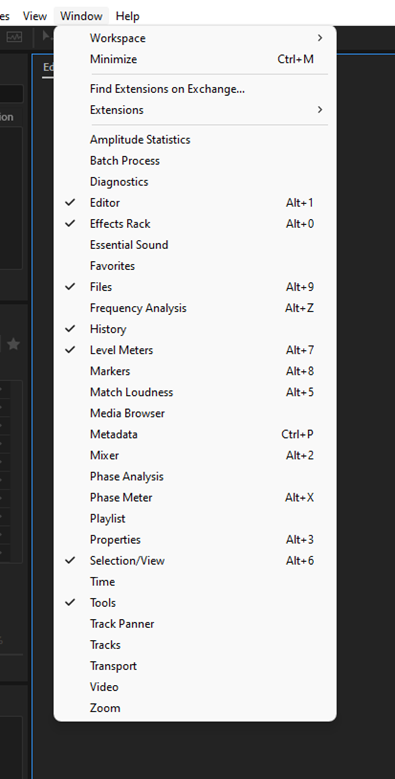 es View Window Help
Ed
ion
Workspace
Minimize Ctrl+M
Find Extensions on Exchange...
Extensions
Amplitude Statistics
Batch Process
Diagnostics
Editor Alt+1
Effects Rack Alt+0
Essential Sound
Favorites
Files Alt+9
Frequency Analysis Alt+Z
History
Level Meters Alt+7
Markers Alt+8
Match Loudness Alt+5
Media Browser
Metadata Ctrl+P
Mixer Alt+2
Phase Analysis
Phase Meter Alt+X
Playlist
Properties Alt+3
Selection/View Alt+6
Time
Tools
Track Panner
Tracks
Transport
Video
Zoom